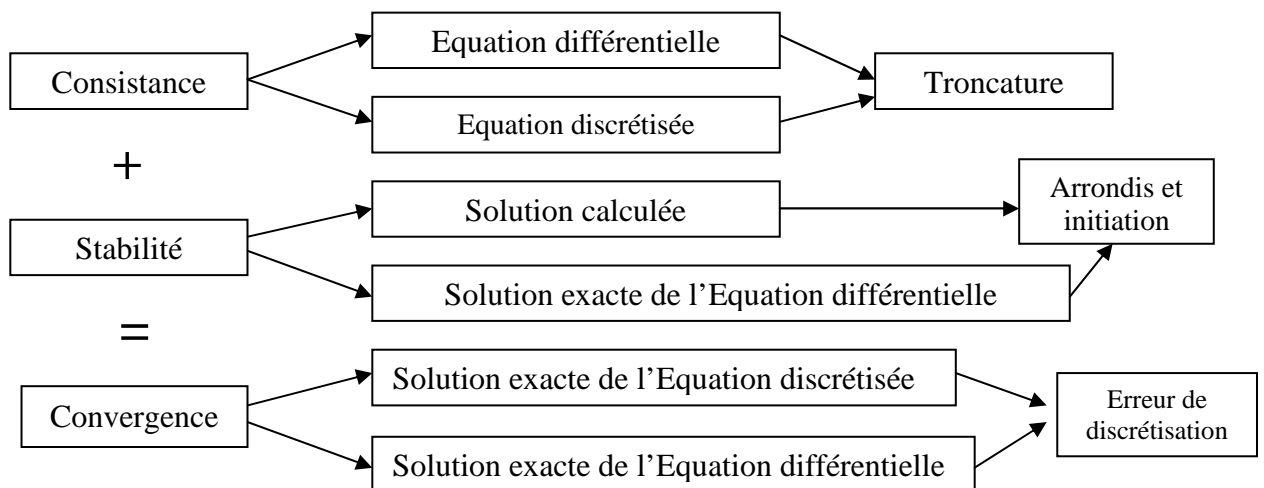 Equation différentielle
Consistance
Troncature
Equation discrétisée
+
Solution calculée
Arrondis et
initiation
Stabilité
Solution exacte de l’Equation différentielle
=
Solution exacte de l’Equation discrétisée
Convergence
Erreur de
discrétisation
Solution exacte de l’Equation différentielle